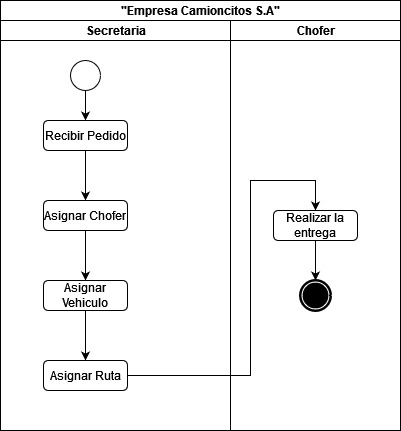 "Empresa Camioncitos S.A"
Secretaria
Chofer
Recibir Pedido
Asignar Chofer
Asignar
Vehiculo
Asignar Ruta
Realizar la
entrega